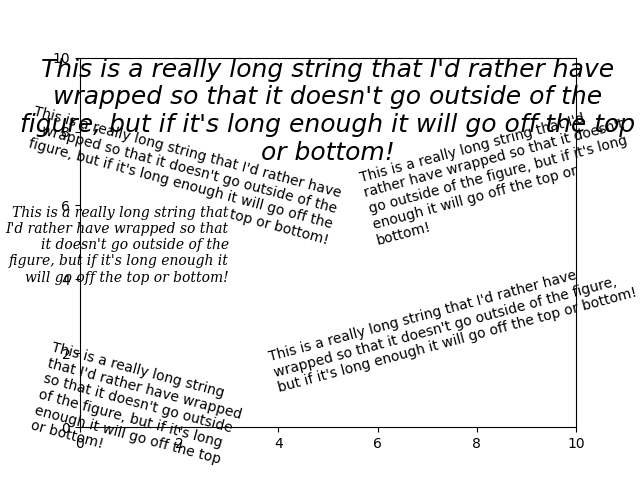 This is a really long string that I'd rather have
wrapped so that it doesn't go outside of the
figure, but if it's long enough it will go off the top
or bottom!
This is a really long string that I'd rather have
wrapped so that it doesn't go outside of the
figure, but if it's long enough it will go off the
top or bottom!
This is a really long string that I'd
rather have wrapped so that it doesn't
go outside of the figure, but if it's long
enough it will go off the top or
bottom!
This is a really long string that
I'd rather have wrapped so that
it doesn't go outside of the
figure, but if it's long enough it
will go off the top or bottom!
This is a really long string that I'd rather have
wrapped so that it doesn't go outside of the figure,
but if it's long enough it will go off the top or bottom!
This is a really long string
that I'd rather have wrapped
so that it doesn't go outside
of the figure, but if it's long
enough it will go off the top
or bottom!
10
8
6
4
2
0
0 2 4 6 8 10